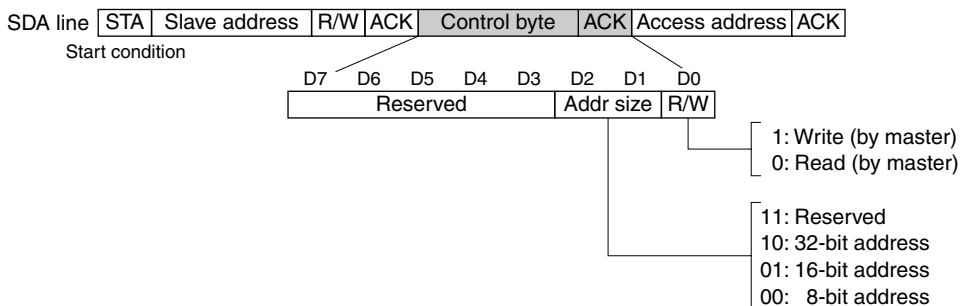 SDA line STA Slave address R/W ACK Control byte ACK Access address ACK
Start condition
D7 D6 D5 D4 D3 D2 D1 D0
Reserved Addr size R/W
1: Write (by master)
0: Read (by master)
11: Reserved
10: 32-bit address
01: 16-bit address
00: 8-bit address